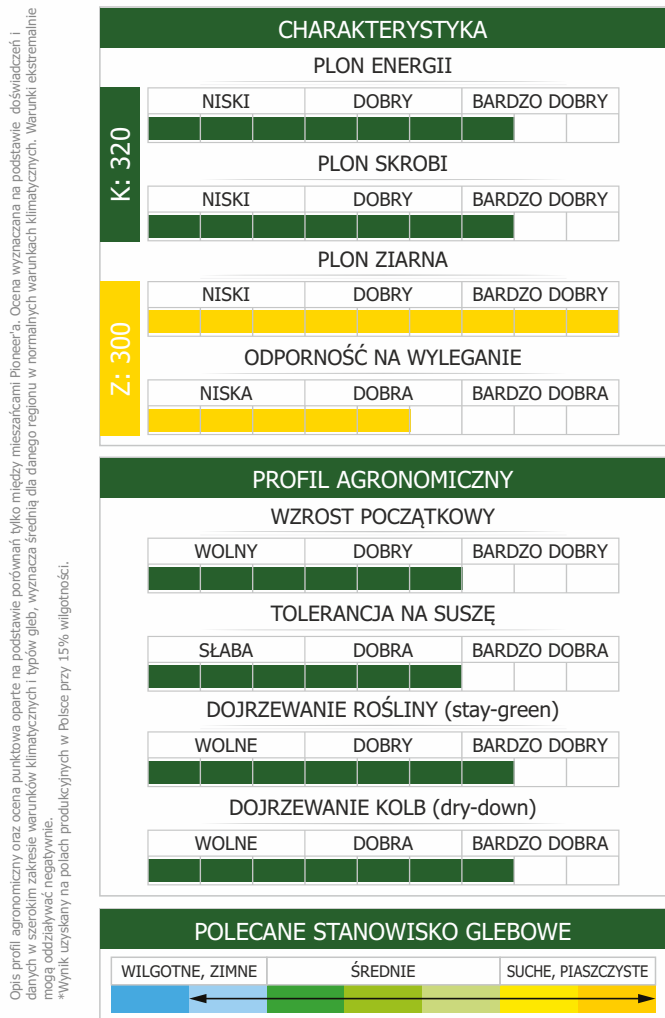 Opis profil agronomiczny oraz ocena punktowa oparte na podstawie porównań tylko między mieszańcami Pioneer'a. Ocena wyznaczana na podstawie doświadczeń i
danych w szerokim zakresie warunków klimatycznych i typów gleb, wyznacza średnią dla danego regionu w normalnych warunkach klimatycznych. Warunki ekstremalnie
mogą oddziaływać negatywnie.
*Wynik uzyskany na polach produkcyjnych w Polsce przy 15% wilgotności.
CHARAKTERYSTYKA
K: 320
PLON ENERGII
NISKI DOBRY BARDZO DOBRY
PLON SKROBI
NISKI DOBRY BARDZO DOBRY
Z: 300
PLON ZIARNA
NISKI DOBRY BARDZO DOBRY
ODPORNOŚĆ NA WYLEGANIE
NISKA DOBRA BARDZO DOBRA
PROFIL AGRONOMICZNY
WZROST POCZĄTKOWY
WOLNY DOBRY BARDZO DOBRY
TOLERANCJA NA SUSZĘ
SŁABA DOBRA BARDZO DOBRA
DOJRZEWANIE ROŚLINY (stay-green)
WOLNE DOBRY BARDZO DOBRY
DOJRZEWANIE KOLB (dry-down)
WOLNE DOBRA BARDZO DOBRA
POLECANE STANOWISKO GLEBOWE
WILGOTNE, ZIMNE ŚREDNIE SUCHE, PIASZCZYSTE